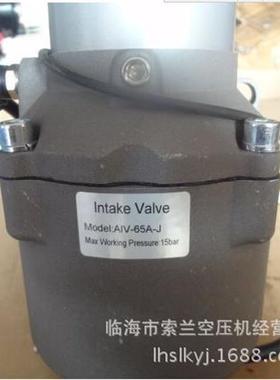 Intake Valve
Model:AIV-65A-J
Max Working Pressure 15bar
临海市索兰空压机经营
lhslkyj.1688.com